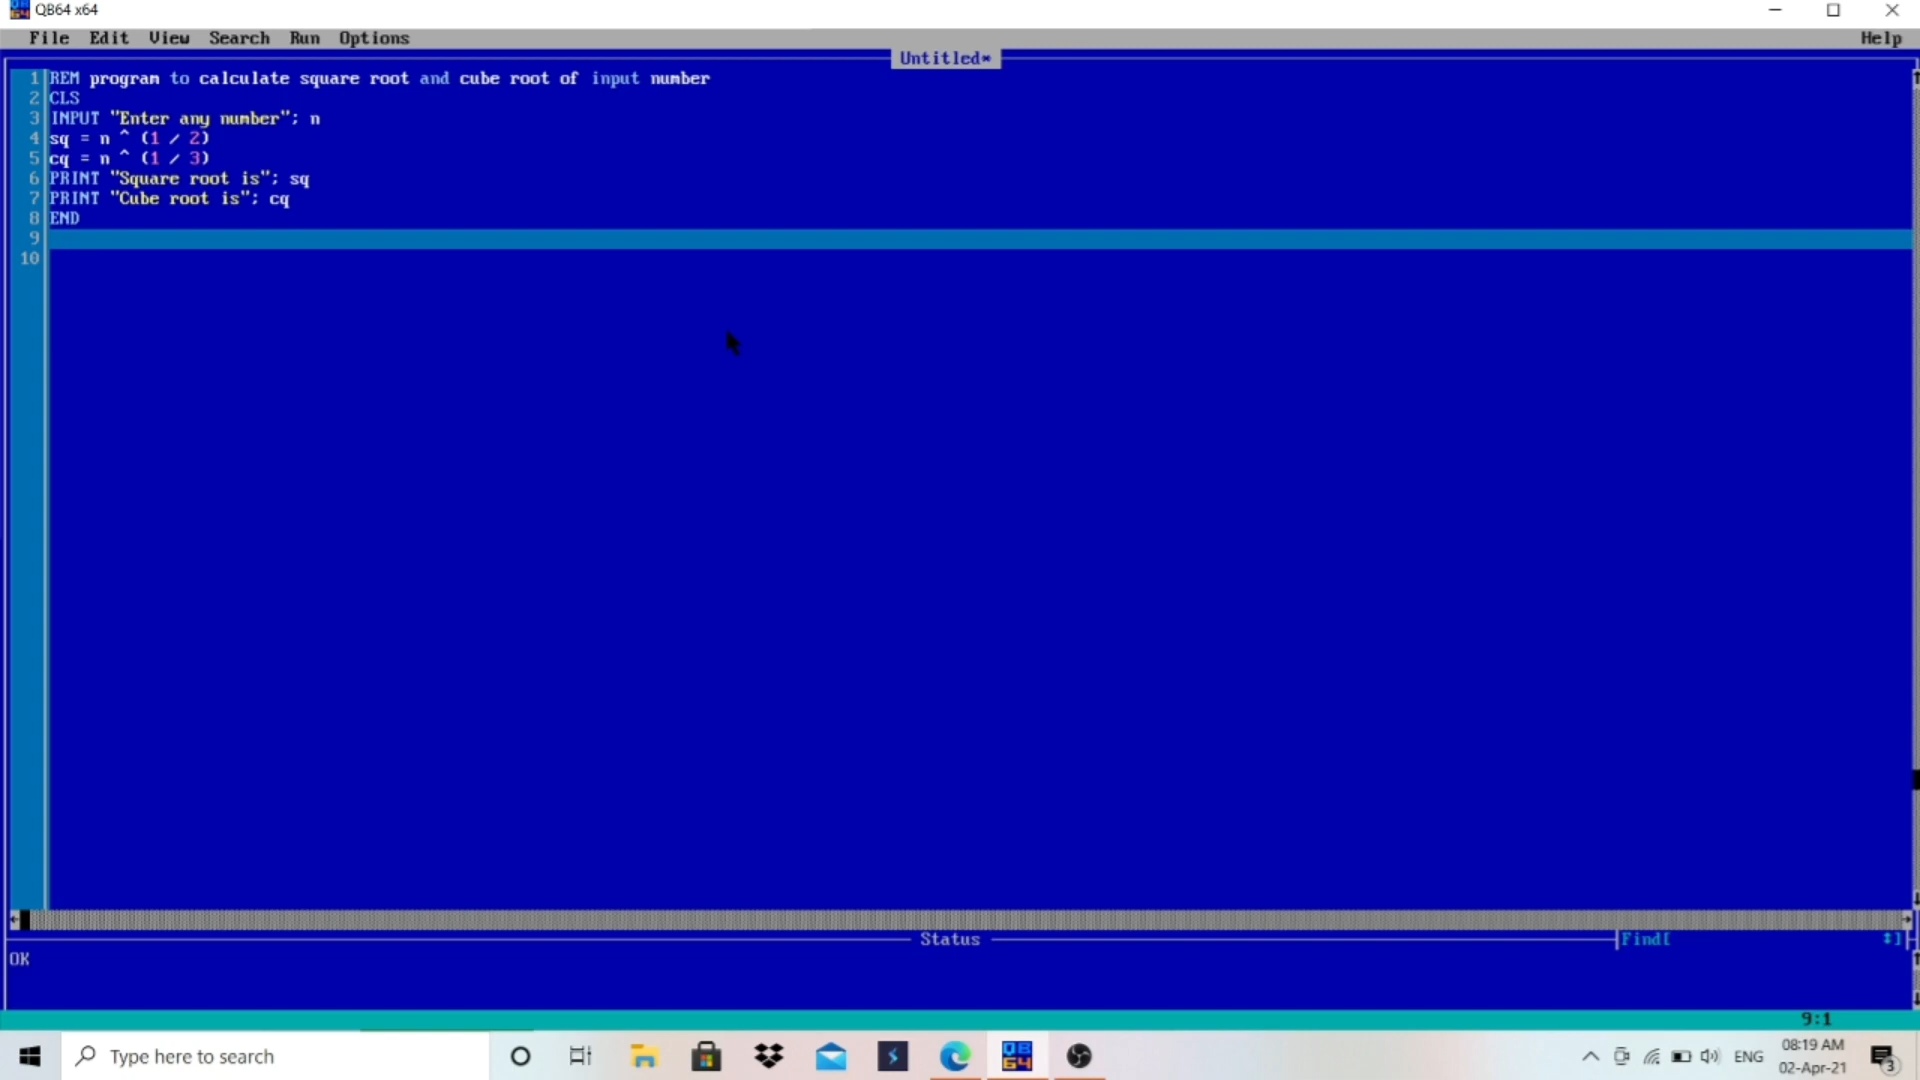 QB64 x64
File Edit View Search Run Options Help
Untitled*
1 REM program to calculate square root and cube root of input number
2 CLS
3 INPUT "Enter any number"; n
4 sq = n ^ (1 / 2)
5 cq = n ^ (1 / 3)
6 PRINT "Square root is"; sq
7 PRINT "Cube root is"; cq
8 END
9
10
Status Find[ ]
OK
9:1
Type here to search
QB64
ENG
08:19 AM
02-Apr-21
3